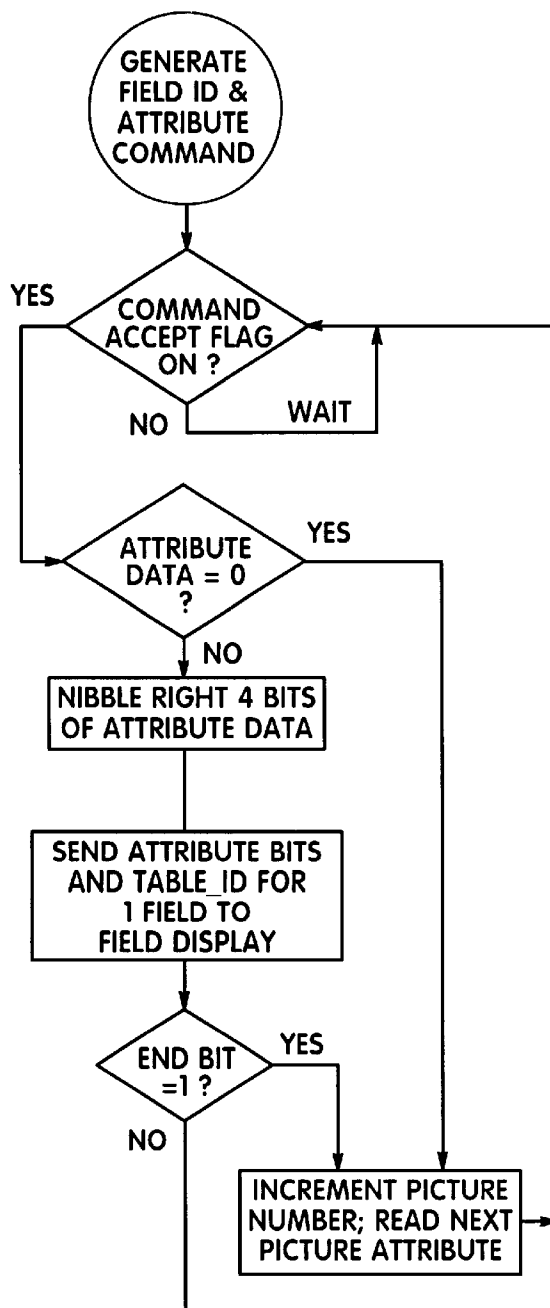 GENERATE
FIELD ID &
ATTRIBUTE
COMMAND
YES
COMMAND
ACCEPT FLAG
ON ?
NO
WAIT
ATTRIBUTE
DATA = 0
?
YES
NO
NIBBLE RIGHT 4 BITS
OF ATTRIBUTE DATA
SEND ATTRIBUTE BITS
AND TABLE_ID FOR
1 FIELD TO
FIELD DISPLAY
END BIT
=1 ?
YES
NO
INCREMENT PICTURE
NUMBER; READ NEXT
PICTURE ATTRIBUTE